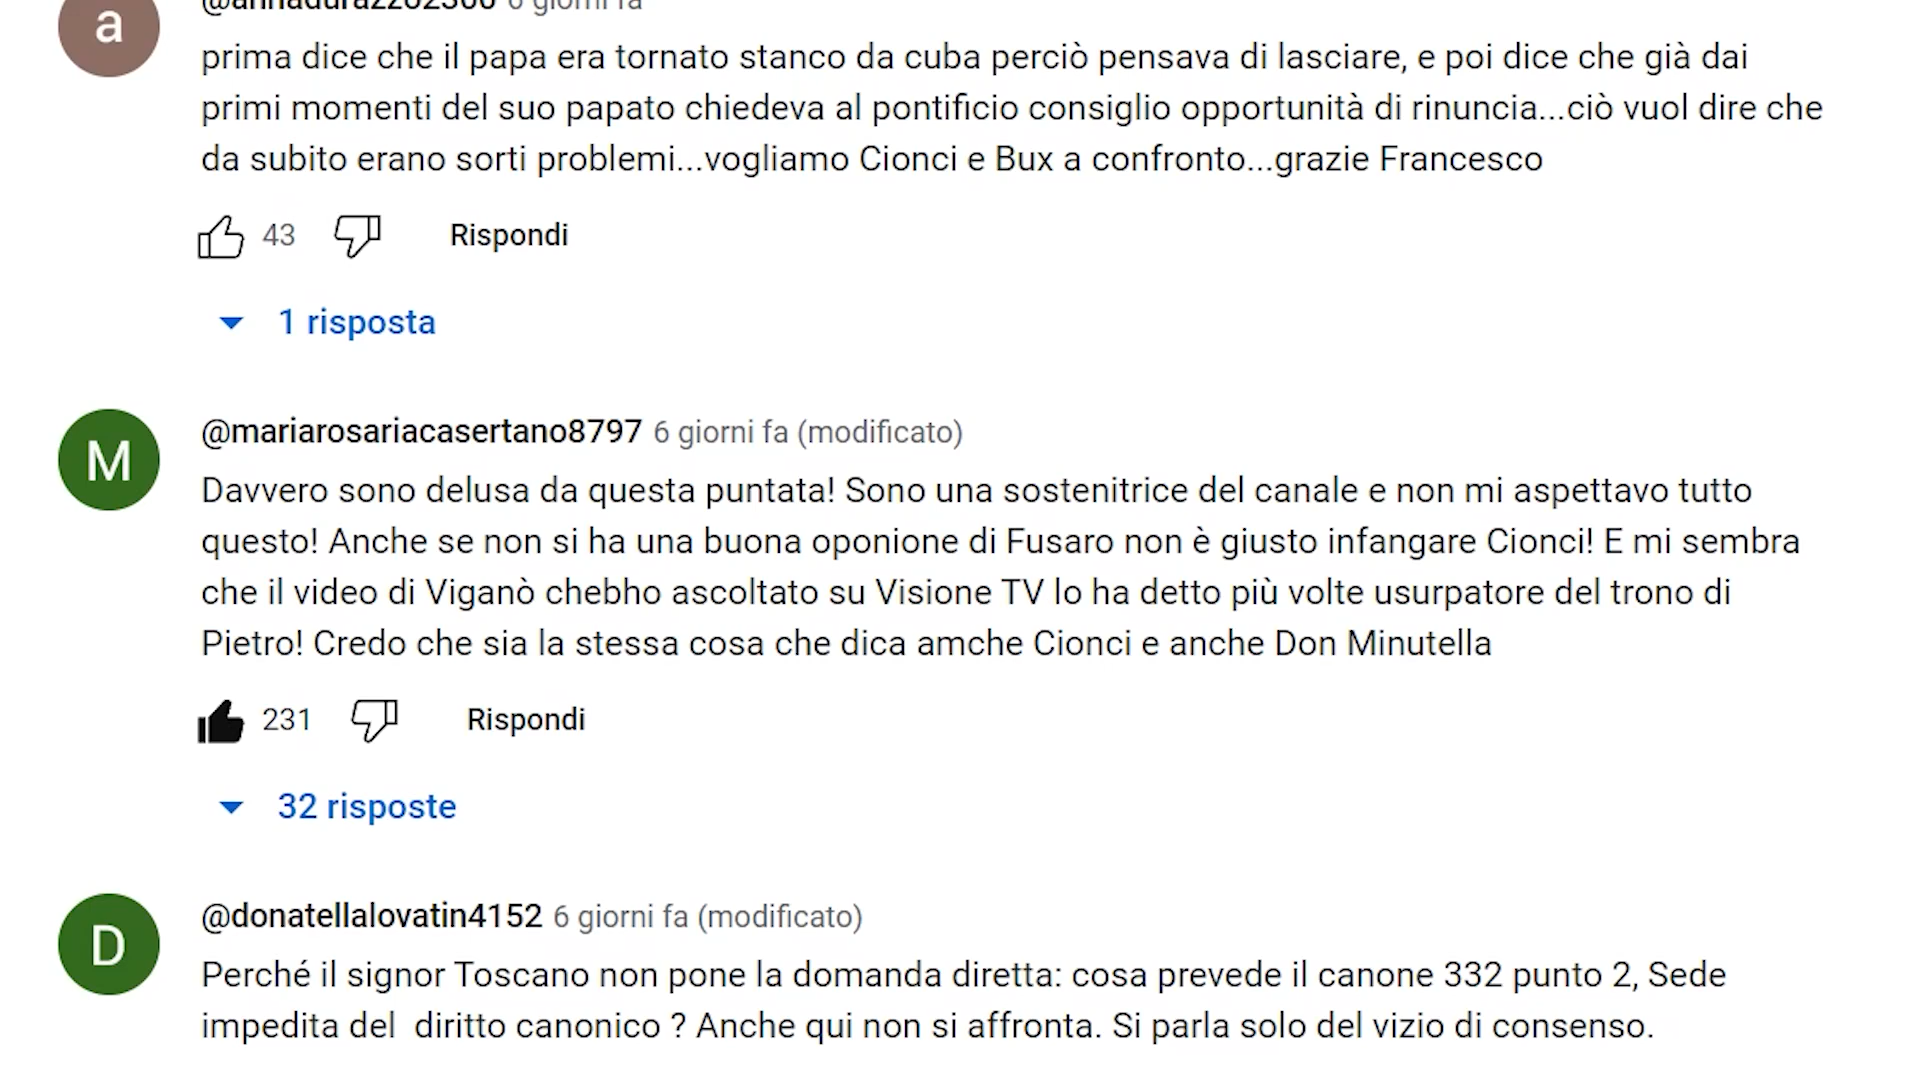 a
6 giorni fa
prima dice che il papa era tornato stanco da cuba perciò pensava di lasciare, e poi dice che già dai
primi momenti del suo papato chiedeva al pontificio consiglio opportunità di rinuncia...ciò vuol dire che
da subito erano sorti problemi...vogliamo Cionci e Bux a confronto...grazie Francesco
43 Rispondi
1 risposta
M
@mariarosariacasertano8797 6 giorni fa (modificato)
Davvero sono delusa da questa puntata! Sono una sostenitrice del canale e non mi aspettavo tutto
questo! Anche se non si ha una buona oponione di Fusaro non è giusto infangare Cionci! E mi sembra
che il video di Viganò chebho ascoltato su Visione TV lo ha detto più volte usurpatore del trono di
Pietro! Credo che sia la stessa cosa che dica amche Cionci e anche Don Minutella
231 Rispondi
32 risposte
D
@donatellalovatin4152 6 giorni fa (modificato)
Perché il signor Toscano non pone la domanda diretta: cosa prevede il canone 332 punto 2, Sede
impedita del  diritto canonico ? Anche qui non si affronta. Si parla solo del vizio di consenso.